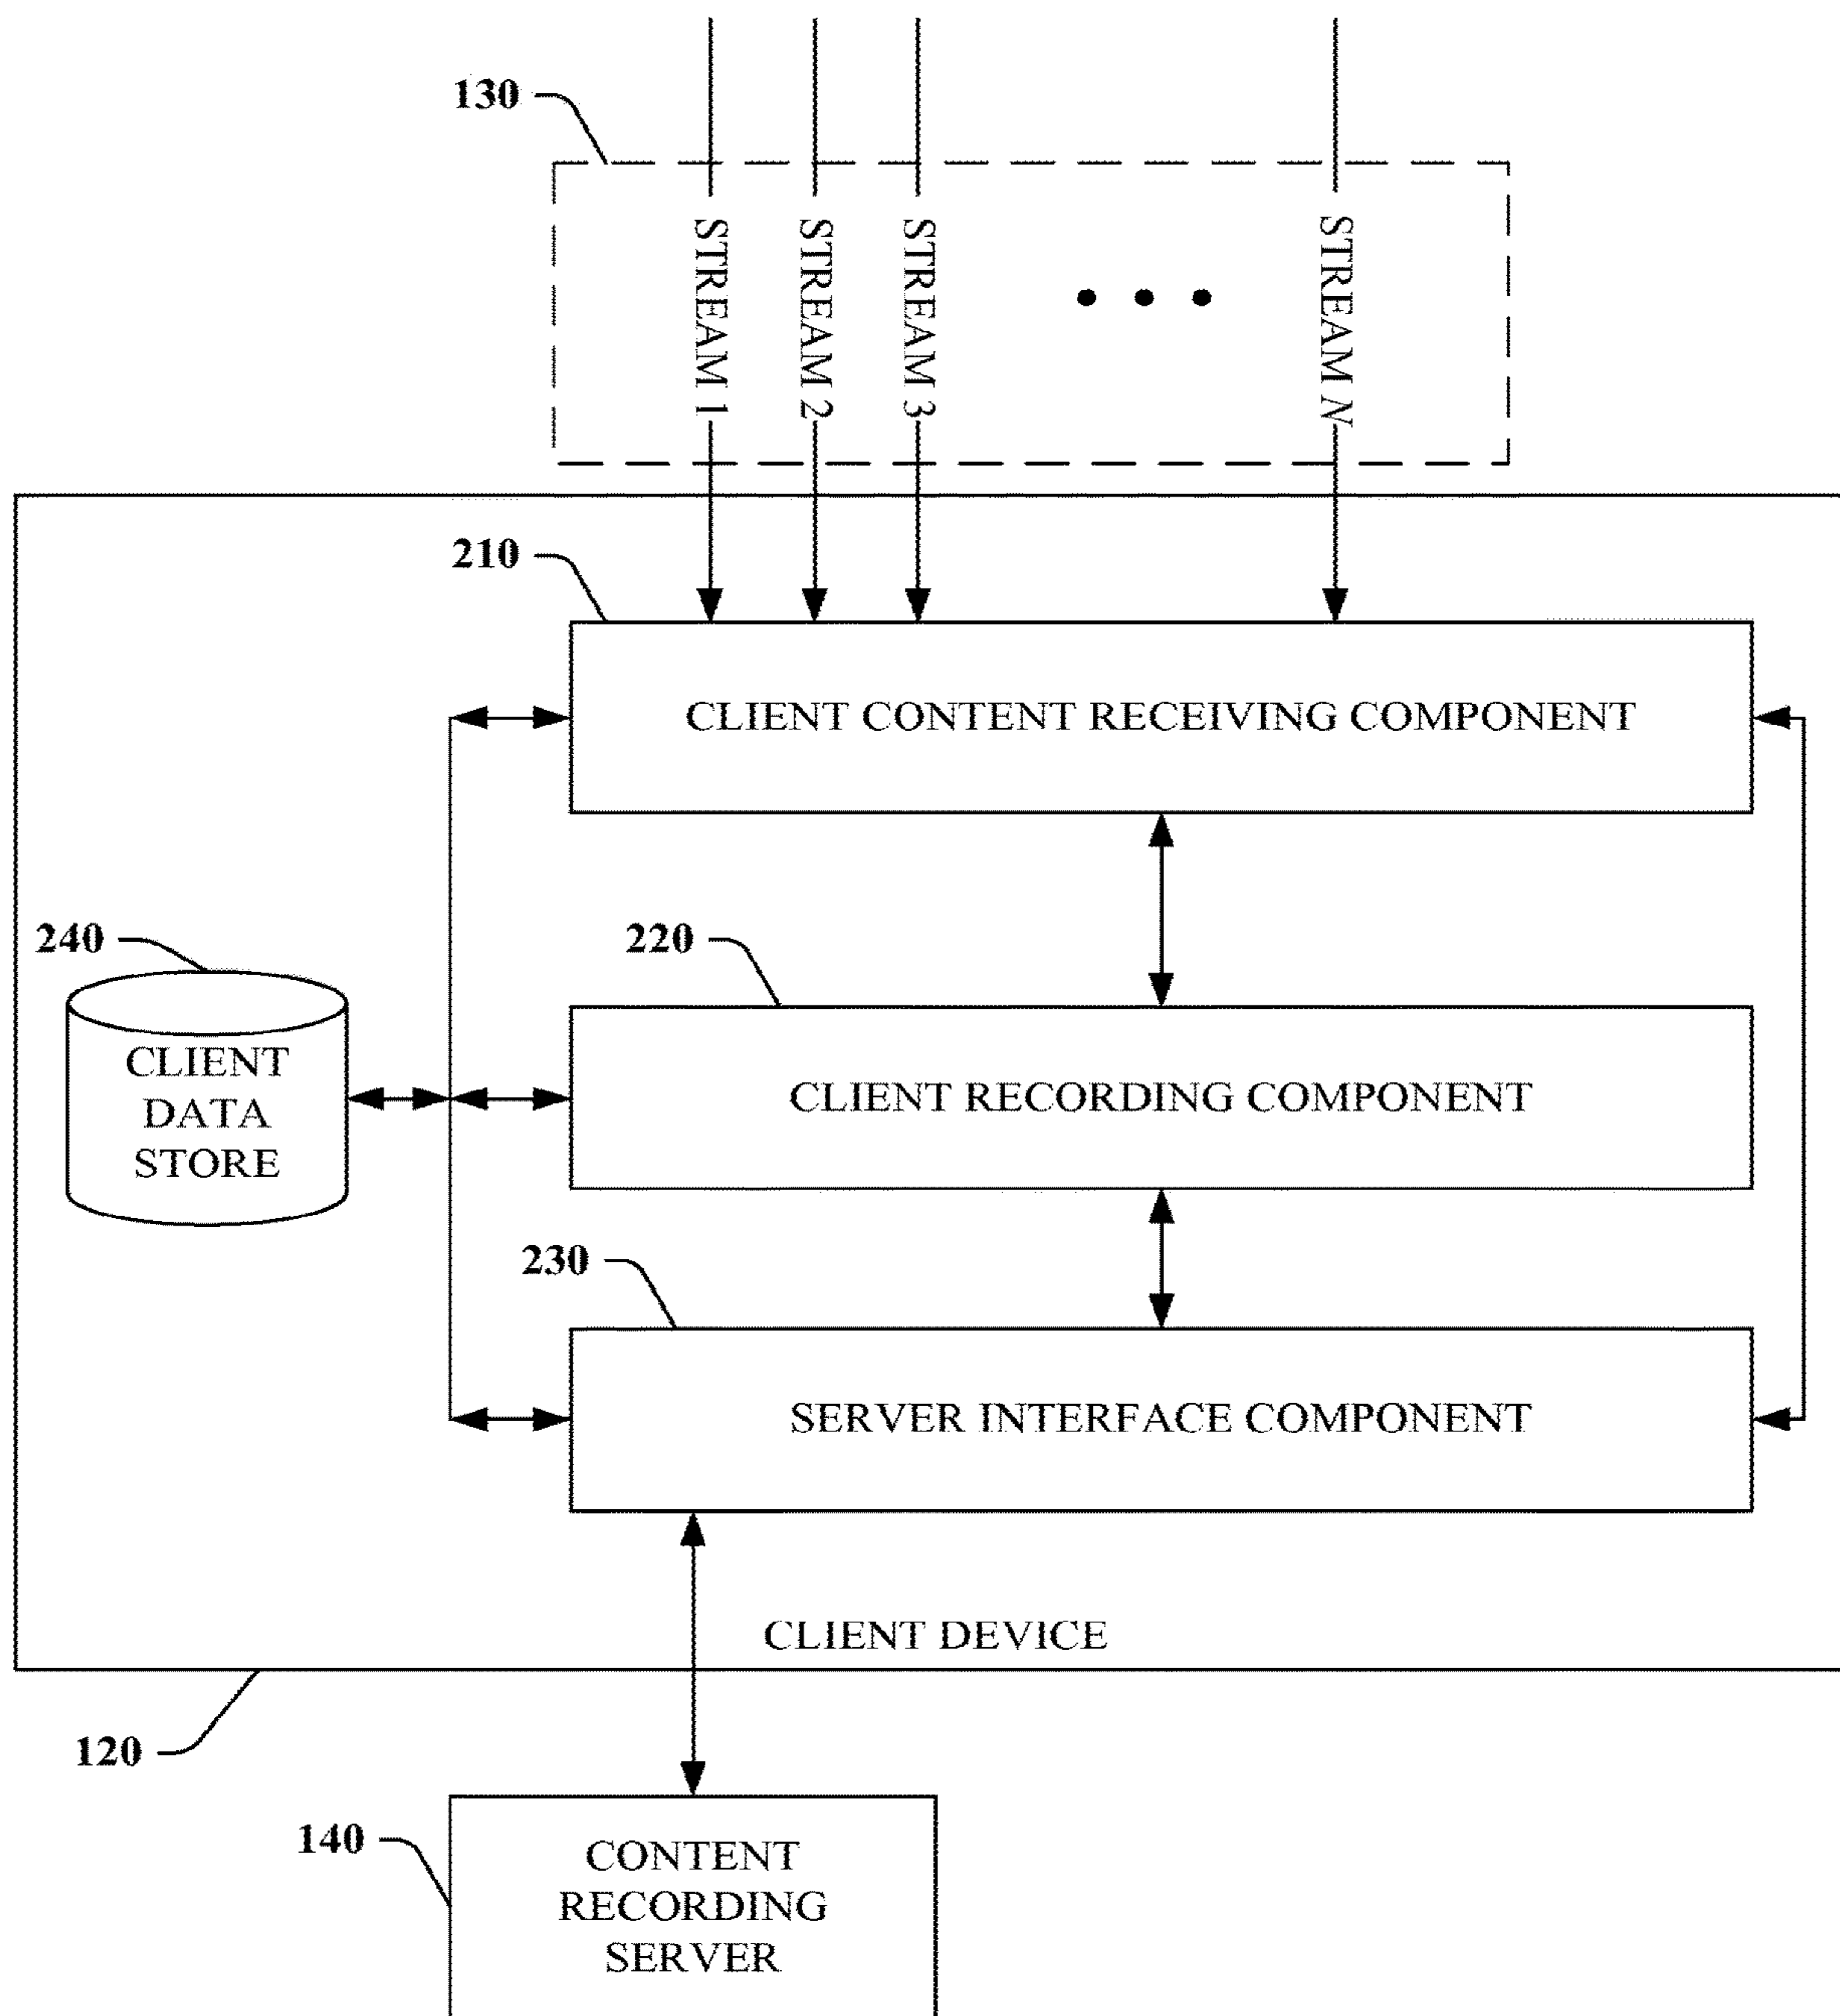 130
STREAM 1
STREAM 2
STREAM 3
STREAM N
210
CLIENT CONTENT RECEIVING COMPONENT
240
220
CLIENT
DATA
STORE
CLIENT RECORDING COMPONENT
230
SERVER INTERFACE COMPONENT
CLIENT DEVICE
120
140
CONTENT
RECORDING
SERVER